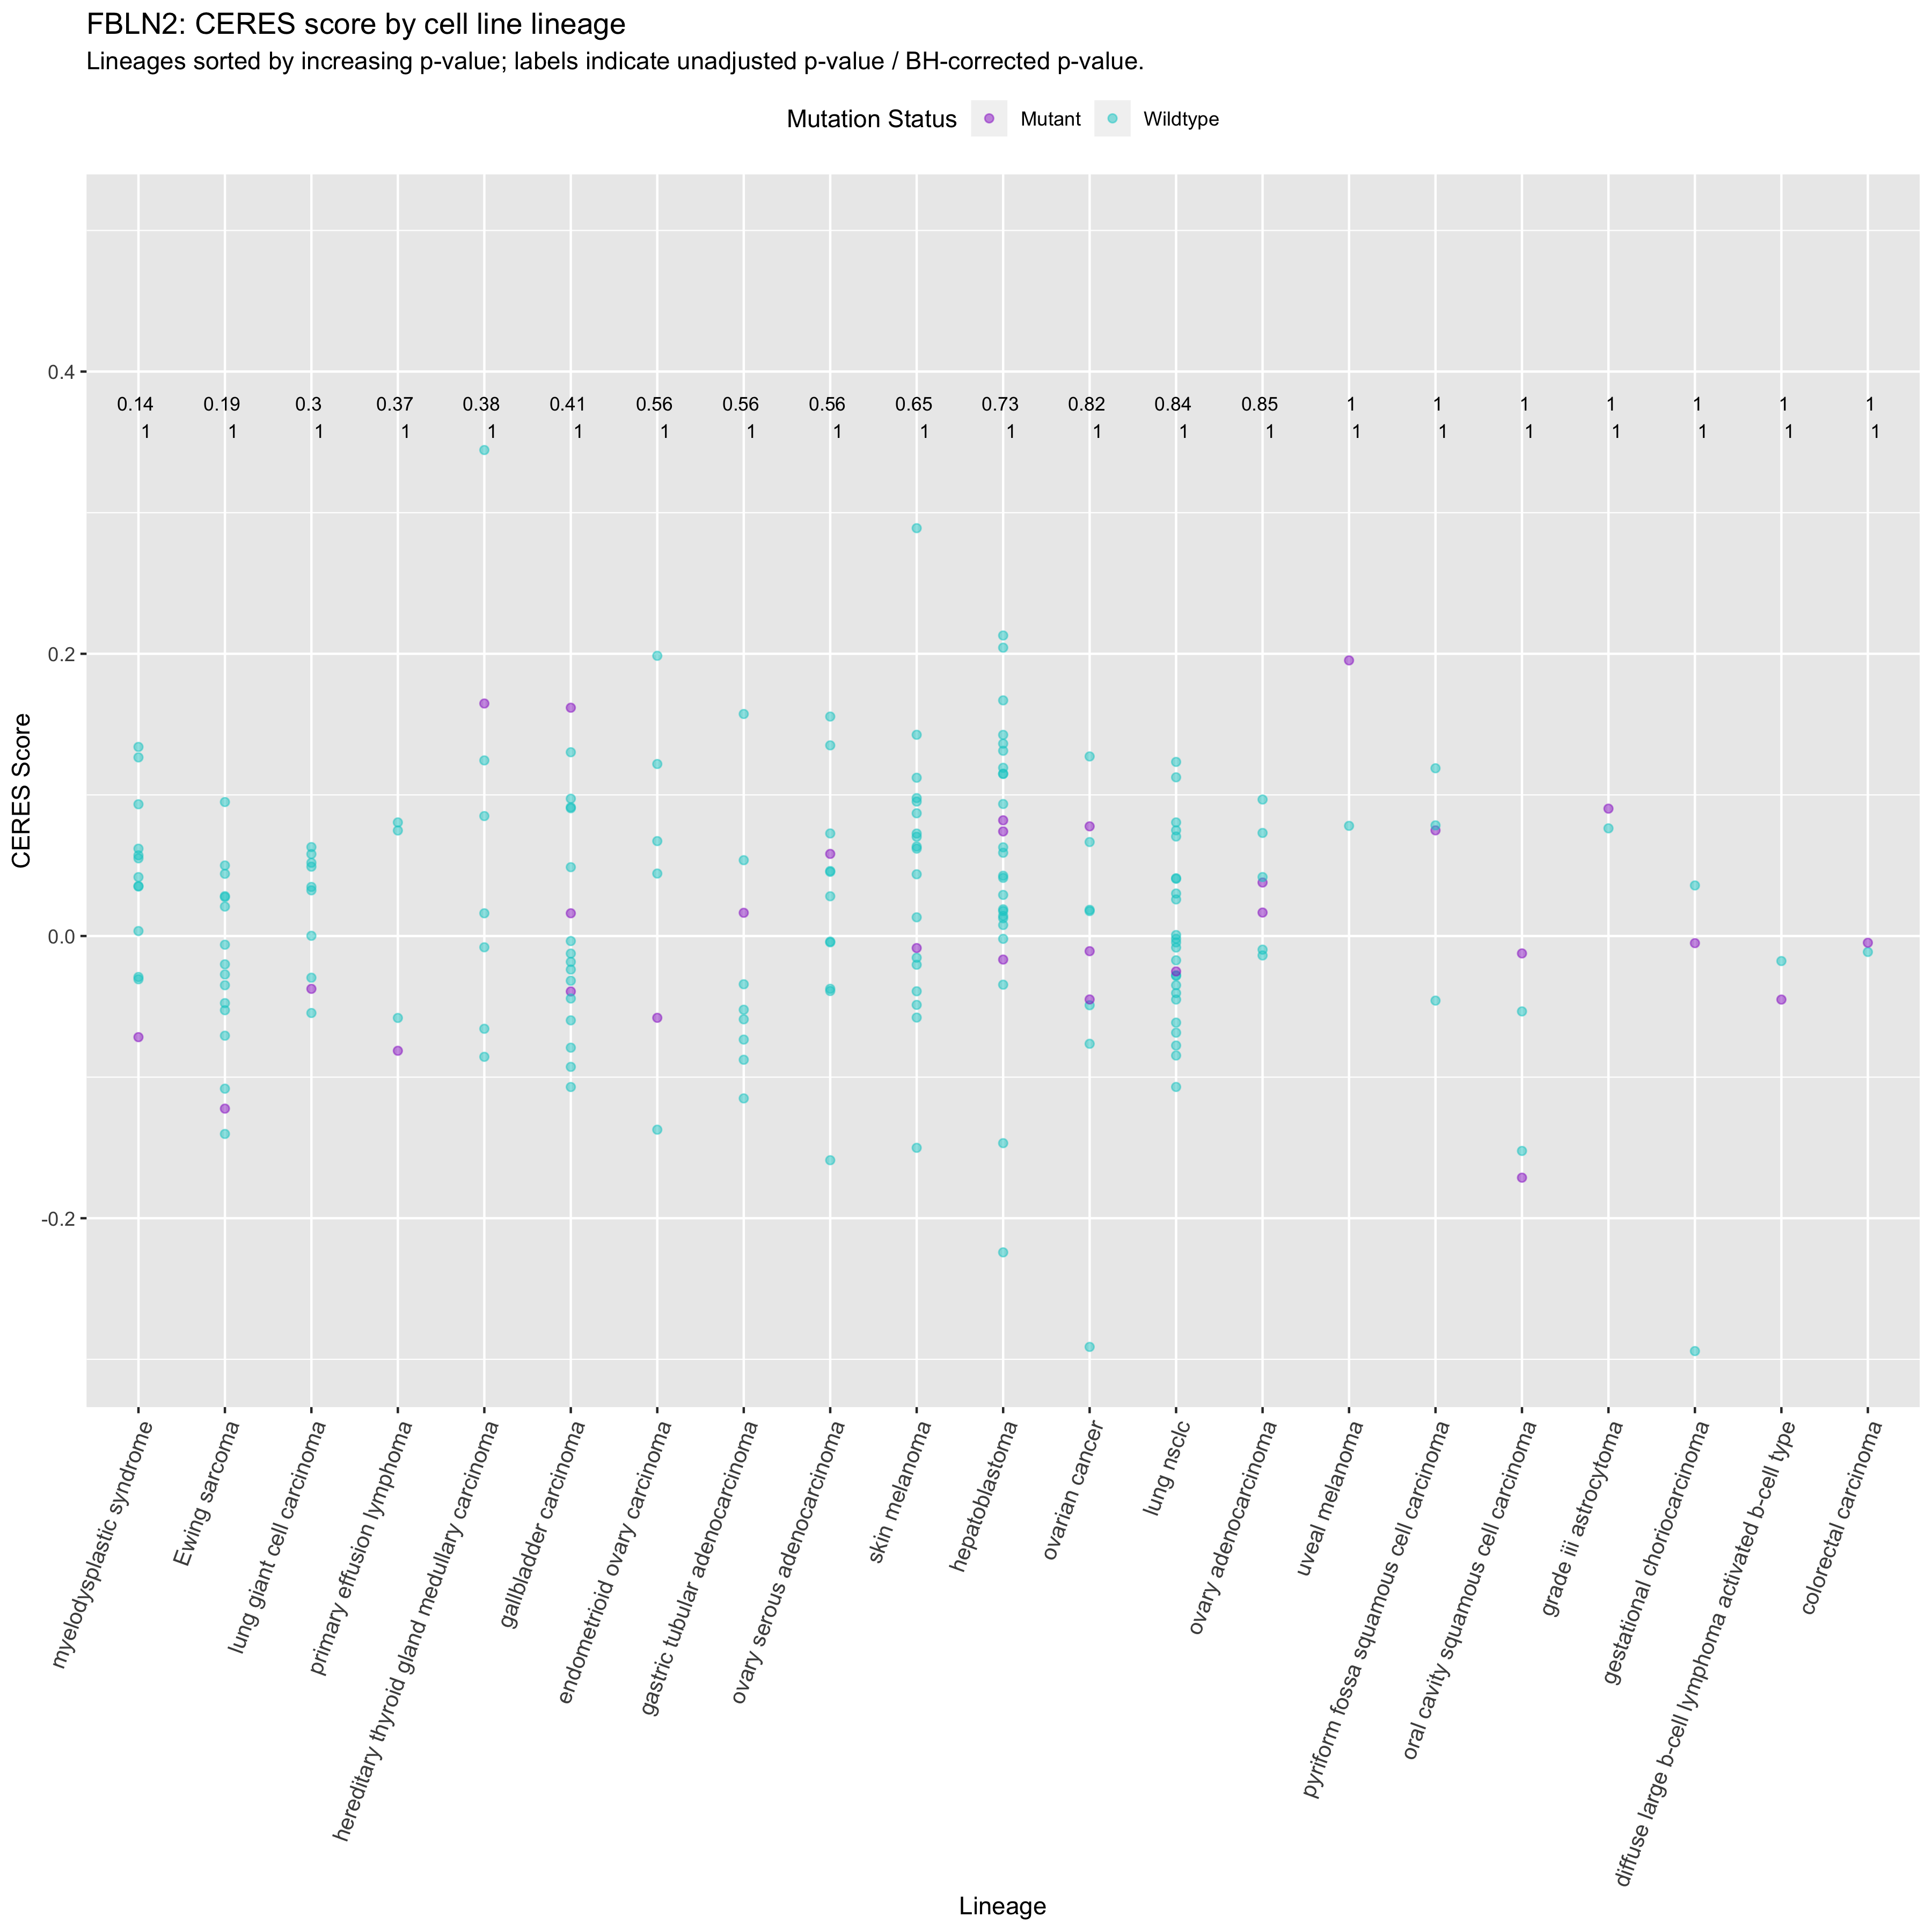 FBLN2: CERES score by cell line lineage
Lineages sorted by increasing p-value; labels indicate unadjusted p-value / BH-corrected p-value.
Mutation Status Mutant Wildtype
0.4
0.14 0.19 0.3 0.37 0.38 0.41 0.56 0.56 0.56 0.65 0.73 0.82 0.84 0.85 1 1 1 1 1 1 1
1 1 1 1 1 1 1 1 1 1 1 1 1 1 1 1 1 1 1 1 1
0.2
0.0
-0.2
CERES Score
myelodysplastic syndrome
Ewing sarcoma
lung giant cell carcinoma
primary effusion lymphoma
hereditary thyroid gland medullary carcinoma
gallbladder carcinoma
endometrioid ovary carcinoma
gastric tubular adenocarcinoma
ovary serous adenocarcinoma
skin melanoma
hepatoblastoma
ovarian cancer
lung nsclc
ovary adenocarcinoma
uveal melanoma
pyriform fossa squamous cell carcinoma
oral cavity squamous cell carcinoma
grade iii astrocytoma
gestational choriocarcinoma
diffuse large b-cell lymphoma activated b-cell type
colorectal carcinoma
Lineage